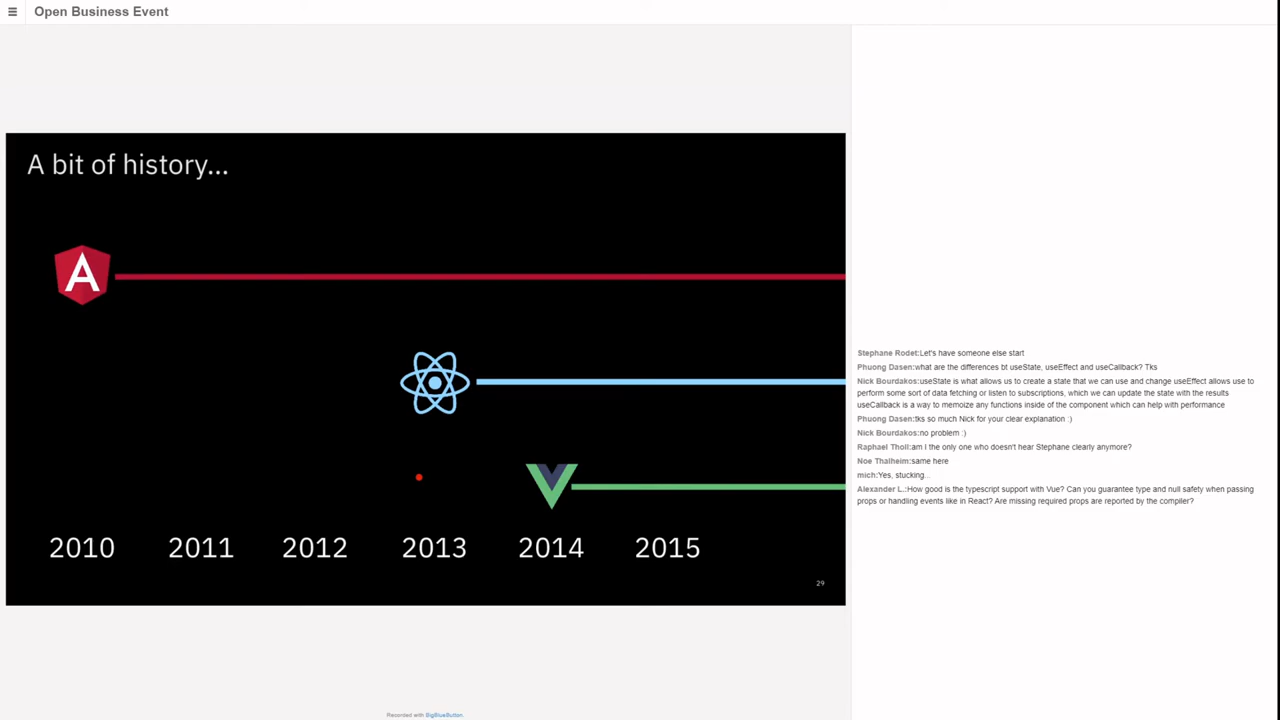 Open Business Event
A bit of history...
A
2010 2011 2012 2013 2014 2015
29
Recorded with BigBlueButton.
Stephane Rodet:Let's have someone else start
Phuong Dasen:what are the differences bt useState, useEffect and useCallback? Tks
Nick Bourdakos:useState is what allows us to create a state that we can use and change useEffect allows use to
perform some sort of data fetching or listen to subscriptions, which we can update the state with the results
useCallback is a way to memoize any functions inside of the component which can help with performance
Phuong Dasen:tks so much Nick for your clear explanation :)
Nick Bourdakos:no problem :)
Raphael Tholl:am I the only one who doesn't hear Stephane clearly anymore?
Noe Thalheim:same here
mich:Yes, stucking...
Alexander L.:How good is the typescript support with Vue? Can you guarantee type and null safety when passing
props or handling events like in React? Are missing required props are reported by the compiler?